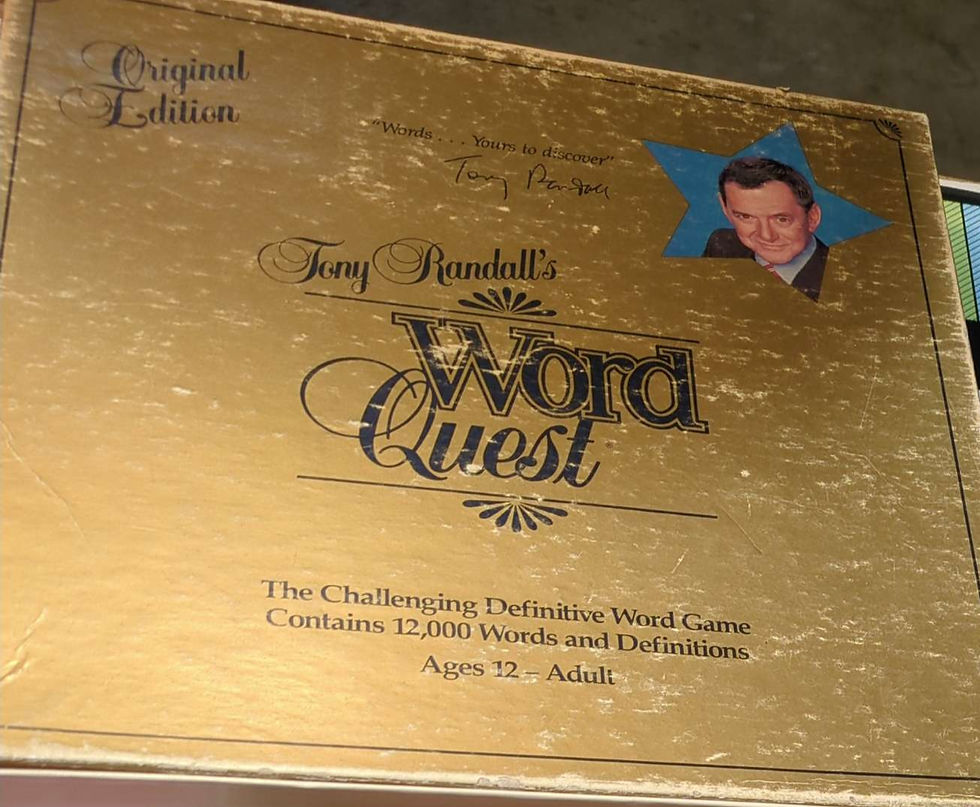 Original
Edition
"Words . . . Yours to discover"
Tony Randall
Tony Randall's
Word
Quest
The Challenging Definitive Word Game
Contains 12,000 Words and Definitions
Ages 12 – Adult